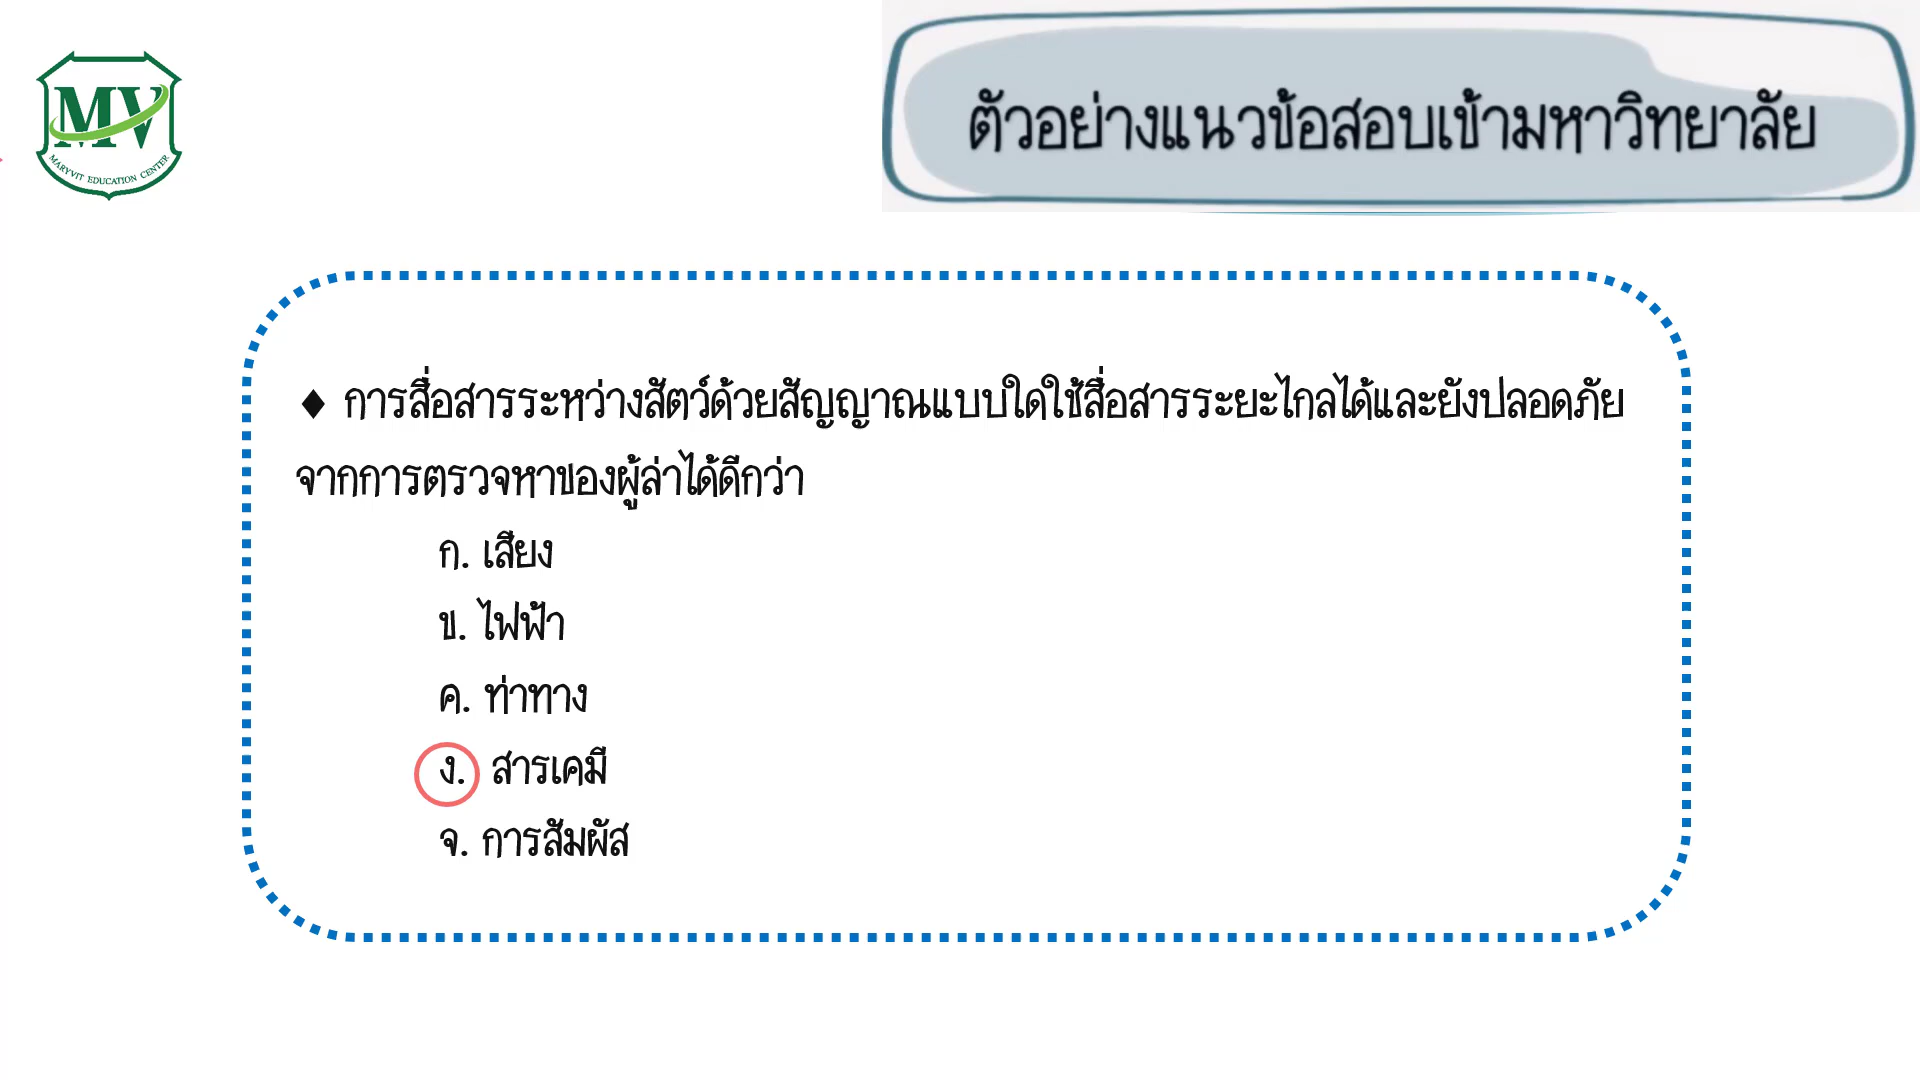 MV
MARYVIT EDUCATION CENTER
ตัวอย่างแนวข้อสอบเข้ามหาวิทยาลัย
♦ การสื่อสารระหว่างสัตว์ด้วยสัญญาณแบบใดใช้สื่อสารระยะไกลได้และยังปลอดภัย
จากการตรวจหาของผู้ล่าได้ดีกว่า
ก. เสียง
ข. ไฟฟ้า
ค. ท่าทาง
ง. สารเคมี
จ. การสัมผัส